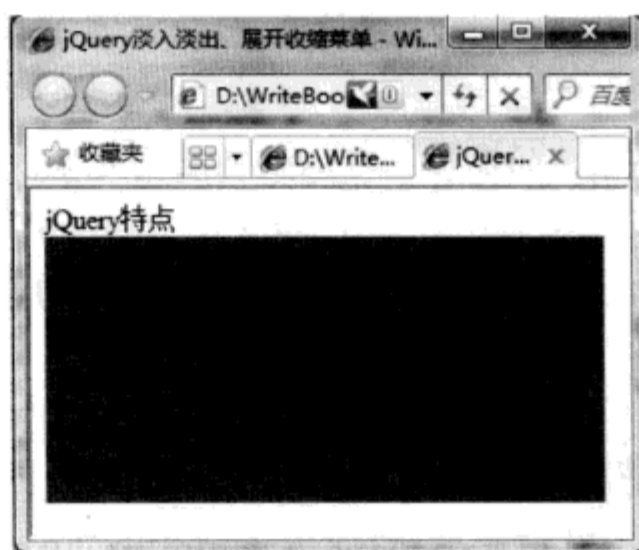 jQuery淡入淡出、展开收缩菜单 - Wi...
D:\WriteBoo
百度
收藏夹
D:\Write...
jQuer...
jQuery特点